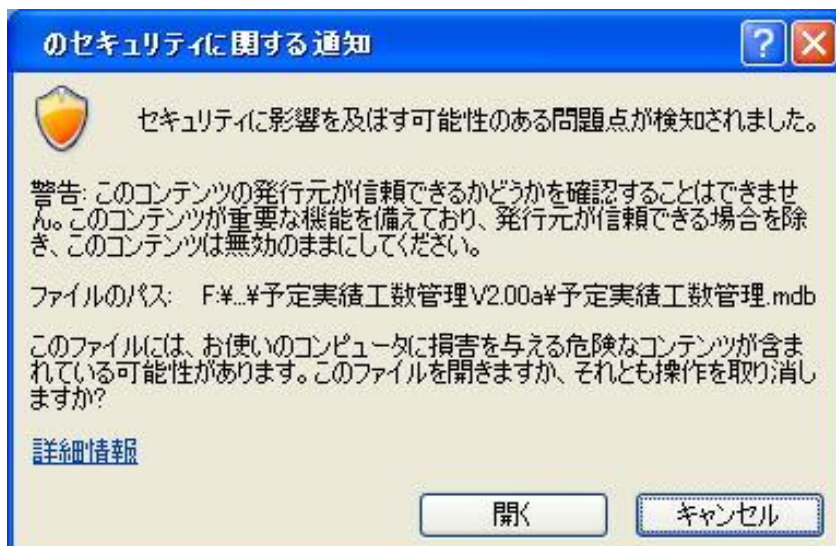 のセキュリティに関する通知
セキュリティに影響を及ぼす可能性のある問題点が検知されました。
警告: このコンテンツの発行元が信頼できるかどうかを確認することはできませ
ん。このコンテンツが重要な機能を備えており、発行元が信頼できる場合を除
き、このコンテンツは無効のままにしてください。
ファイルのパス: F:¥...¥予定実績工数管理V2.00a¥予定実績工数管理.mdb
このファイルには、お使いのコンピュータに損害を与える危険なコンテンツが含ま
れている可能性があります。このファイルを開きますか、それとも操作を取り消し
ますか?
詳細情報
開く
キャンセル